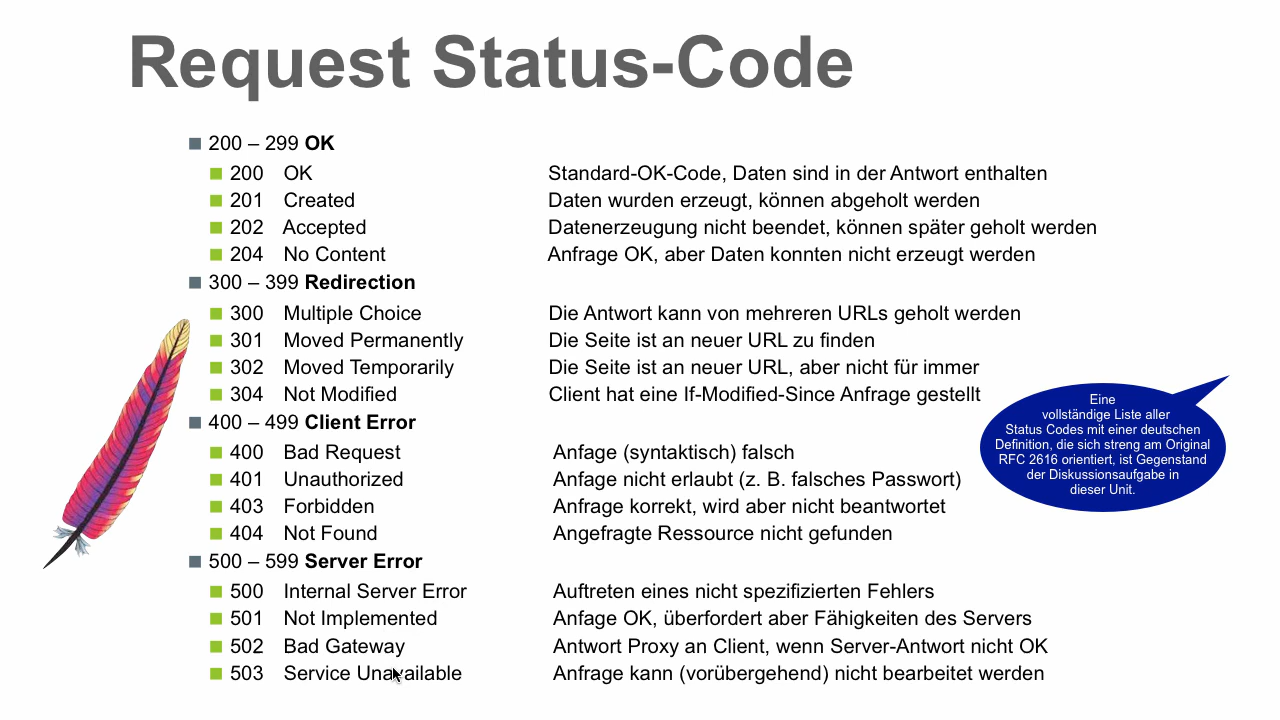 Request Status-Code
200 – 299 OK
200 OK Standard-OK-Code, Daten sind in der Antwort enthalten
201 Created Daten wurden erzeugt, können abgeholt werden
202 Accepted Datenerzeugung nicht beendet, können später geholt werden
204 No Content Anfrage OK, aber Daten konnten nicht erzeugt werden
300 – 399 Redirection
300 Multiple Choice Die Antwort kann von mehreren URLs geholt werden
301 Moved Permanently Die Seite ist an neuer URL zu finden
302 Moved Temporarily Die Seite ist an neuer URL, aber nicht für immer
304 Not Modified Client hat eine If-Modified-Since Anfrage gestellt
400 – 499 Client Error
400 Bad Request Anfage (syntaktisch) falsch
401 Unauthorized Anfage nicht erlaubt (z. B. falsches Passwort)
403 Forbidden Anfrage korrekt, wird aber nicht beantwortet
404 Not Found Angefragte Ressource nicht gefunden
500 – 599 Server Error
500 Internal Server Error Auftreten eines nicht spezifizierten Fehlers
501 Not Implemented Anfage OK, überfordert aber Fähigkeiten des Servers
502 Bad Gateway Antwort Proxy an Client, wenn Server-Antwort nicht OK
503 Service Unavailable Anfrage kann (vorübergehend) nicht bearbeitet werden
Eine
vollständige Liste aller
Status Codes mit einer deutschen
Definition, die sich streng am Original
RFC 2616 orientiert, ist Gegenstand
der Diskussionsaufgabe in
dieser Unit.